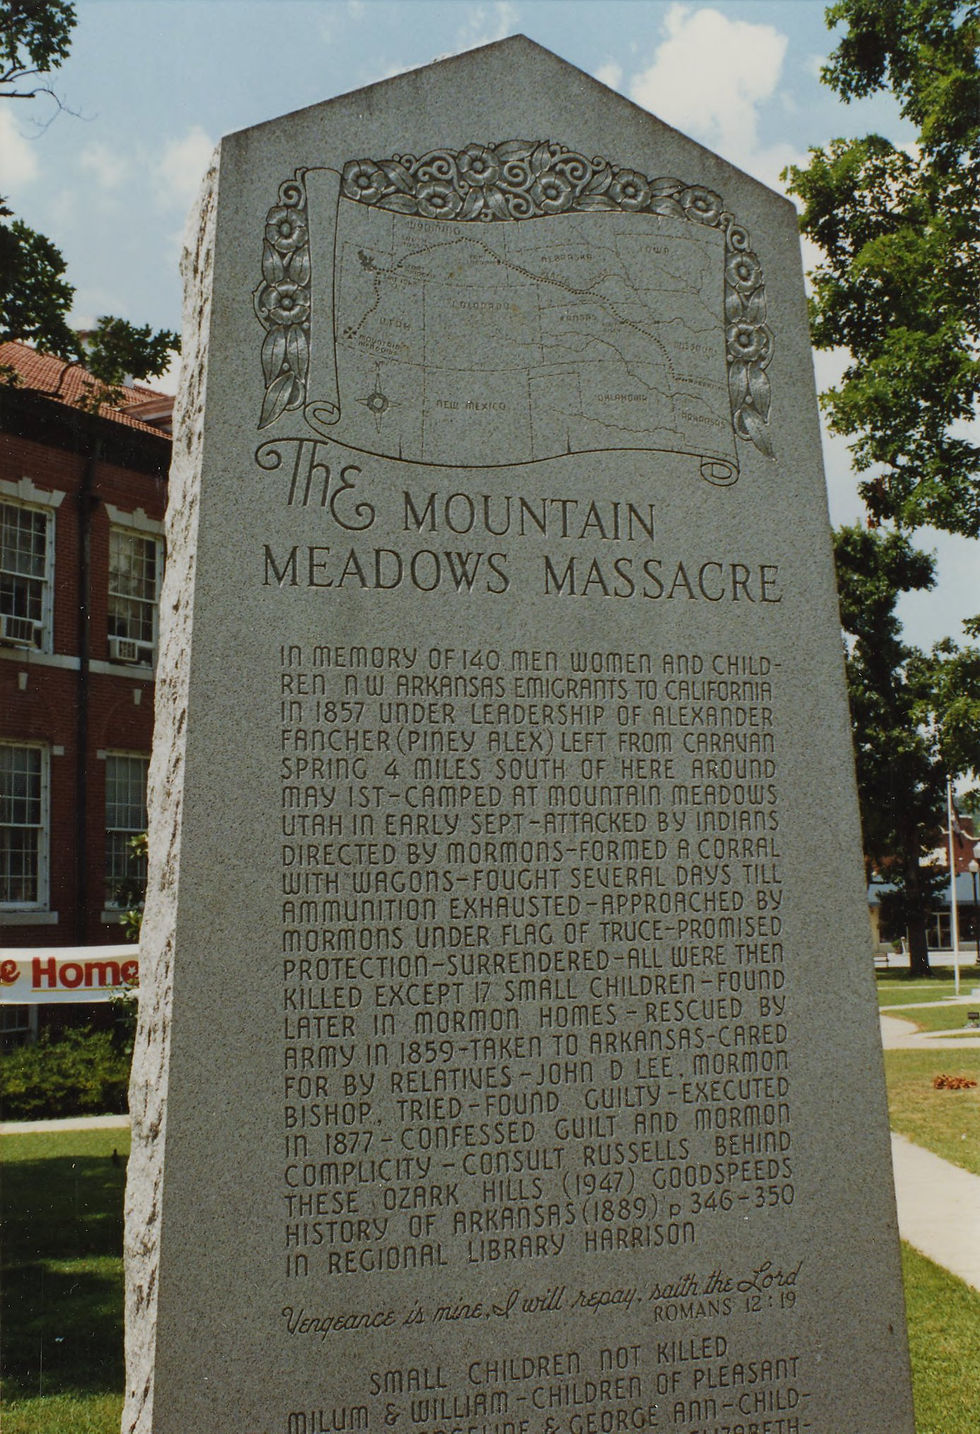 WYOMING
IOWA
NEBRASKA
COLORADO
UTAH
KANSAS
MISSOURI
MOUNTAIN
MEADOWS
NEW MEXICO
OKLAHOMA
ARKANSAS
The MOUNTAIN
MEADOWS MASSACRE
IN MEMORY OF 140 MEN WOMEN AND CHILD-
REN NW ARKANSAS EMIGRANTS TO CALIFORNIA
IN 1857 UNDER LEADERSHIP OF ALEXANDER
FANCHER (PINEY ALEX) LEFT FROM CARAVAN
SPRING 4 MILES SOUTH OF HERE AROUND
MAY 1ST-CAMPED AT MOUNTAIN MEADOWS
UTAH IN EARLY SEPT-ATTACKED BY INDIANS
DIRECTED BY MORMONS-FORMED A CORRAL
WITH WAGONS-FOUGHT SEVERAL DAYS TILL
AMMUNITION EXHAUSTED-APPROACHED BY
MORMONS UNDER FLAG OF TRUCE-PROMISED
PROTECTION-SURRENDERED-ALL WERE THEN
KILLED EXCEPT 17 SMALL CHILDREN-FOUND
LATER IN MORMON HOMES-RESCUED BY
ARMY IN 1859-TAKEN TO ARKANSAS-CARED
FOR BY RELATIVES-JOHN D LEE, MORMON
BISHOP, TRIED-FOUND GUILTY-EXECUTED
IN 1877-CONFESSED GUILT AND MORMON
COMPLICITY-CONSULT RUSSELLS BEHIND
THESE OZARK HILLS (1947) GOODSPEEDS
HISTORY OF ARKANSAS (1889) p 346-350
IN REGIONAL LIBRARY HARRISON
Vengeance is mine, I will repay, saith the Lord
ROMANS 12:19
SMALL CHILDREN NOT KILLED
MILUM & WILLIAM-CHILDREN OF PLEASANT
& GEORGE ANN-CHILD-
ELIZABETH-
Home